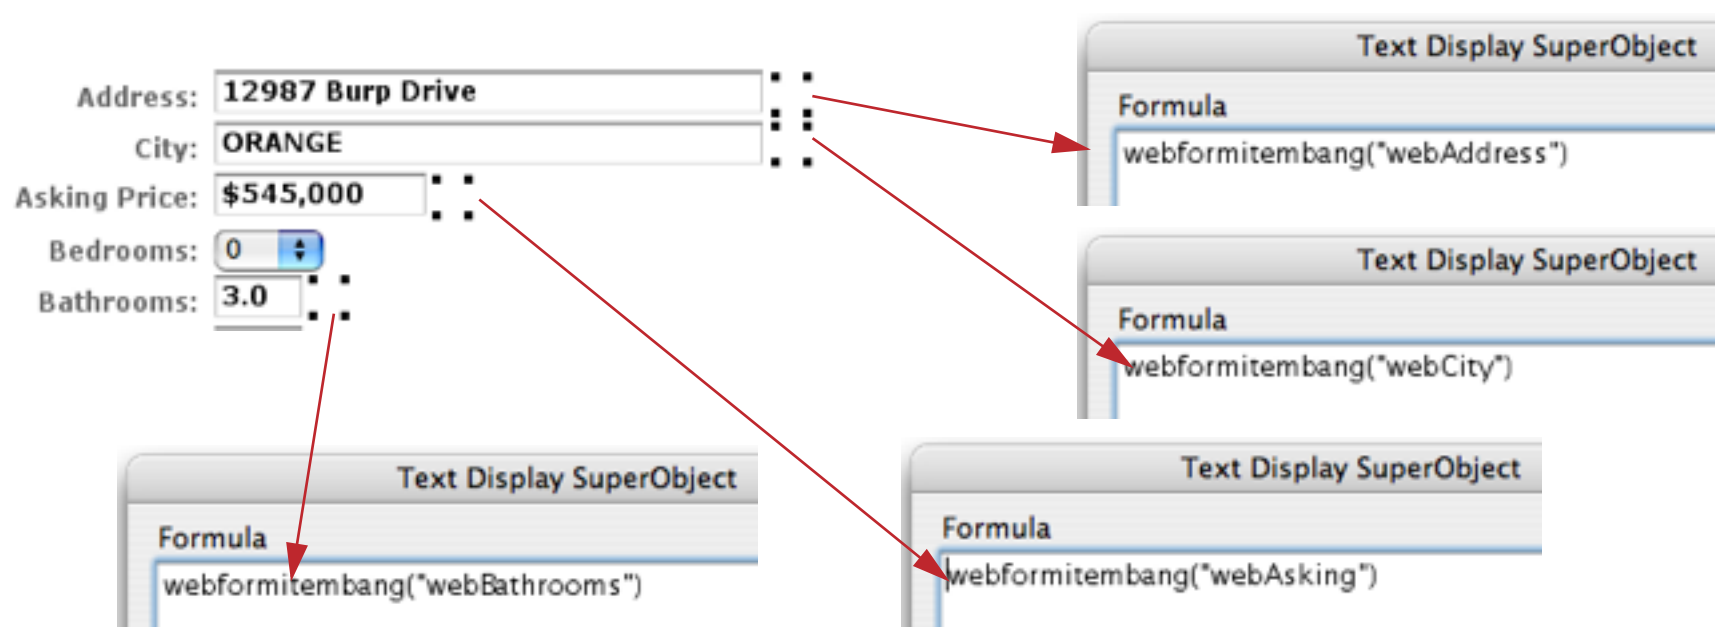 Address: 12987 Burp Drive
City: ORANGE
Asking Price: $545,000
Bedrooms: 0
Bathrooms: 3.0
Text Display SuperObject
Formula
webformitembang("webAddress")
Text Display SuperObject
Formula
webformitembang("webCity")
Text Display SuperObject
Formula
webformitembang("webBathrooms")
Text Display SuperObject
Formula
webformitembang("webAsking")